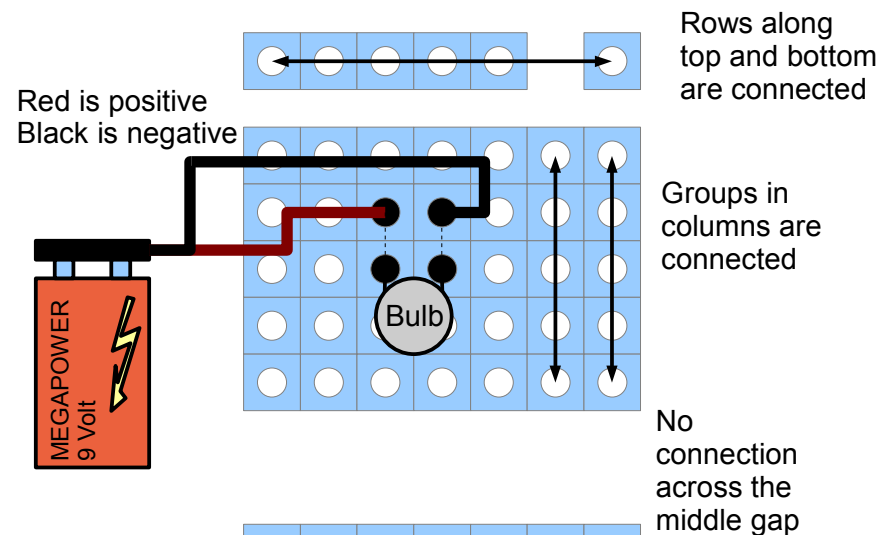 Rows along
top and bottom
are connected
Red is positive
Black is negative
Groups in
columns are
connected
Bulb
MEGAPOWER
9 Volt
No
connection
across the
middle gap